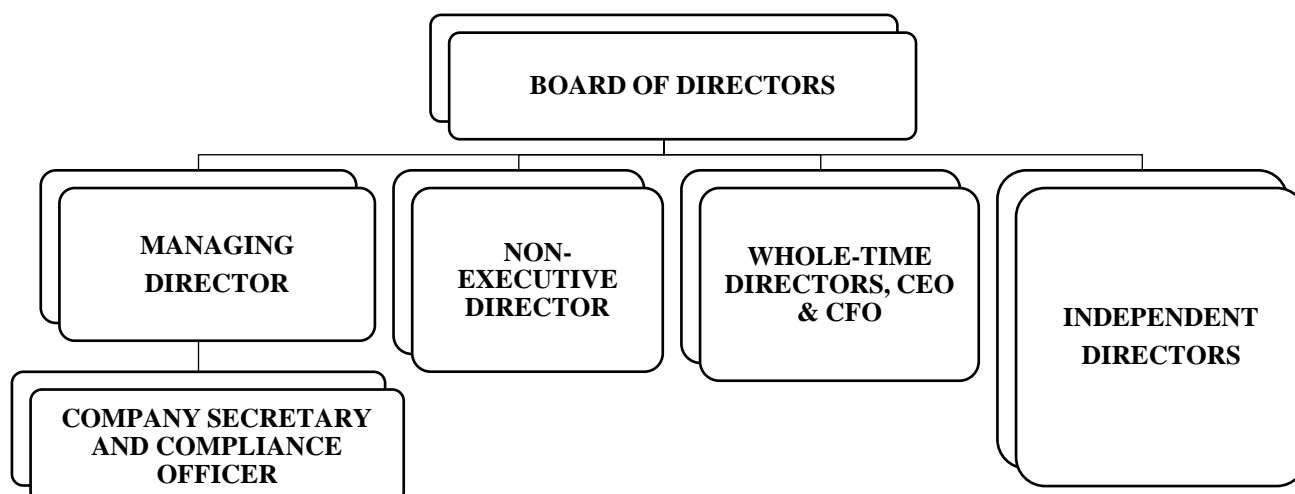 BOARD OF DIRECTORS
MANAGING
DIRECTOR
NON-
EXECUTIVE
DIRECTOR
WHOLE-TIME
DIRECTORS, CEO
& CFO
INDEPENDENT
DIRECTORS
COMPANY SECRETARY
AND COMPLIANCE
OFFICER